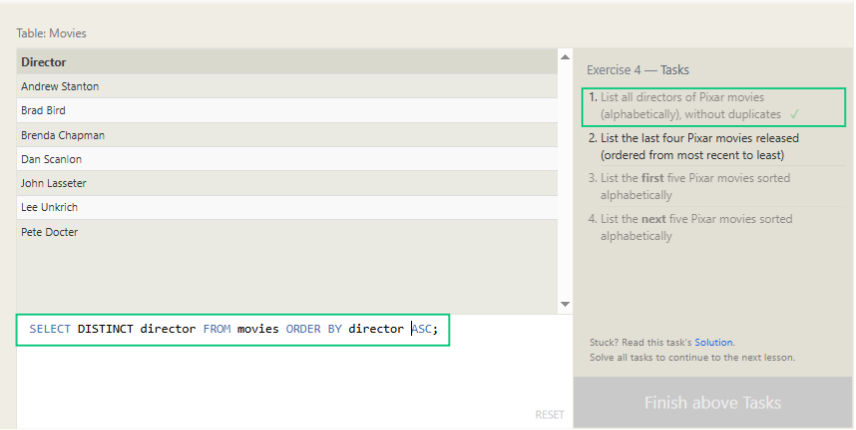 Table: Movies
Director
Andrew Stanton
Brad Bird
Brenda Chapman
Dan Scanlon
John Lasseter
Lee Unkrich
Pete Docter
SELECT DISTINCT director FROM movies ORDER BY director ASC;
RESET
Exercise 4 — Tasks
1. List all directors of Pixar movies
(alphabetically), without duplicates ✓
2. List the last four Pixar movies released
(ordered from most recent to least)
3. List the first five Pixar movies sorted
alphabetically
4. List the next five Pixar movies sorted
alphabetically
Stuck? Read this task's Solution.
Solve all tasks to continue to the next lesson.
Finish above Tasks